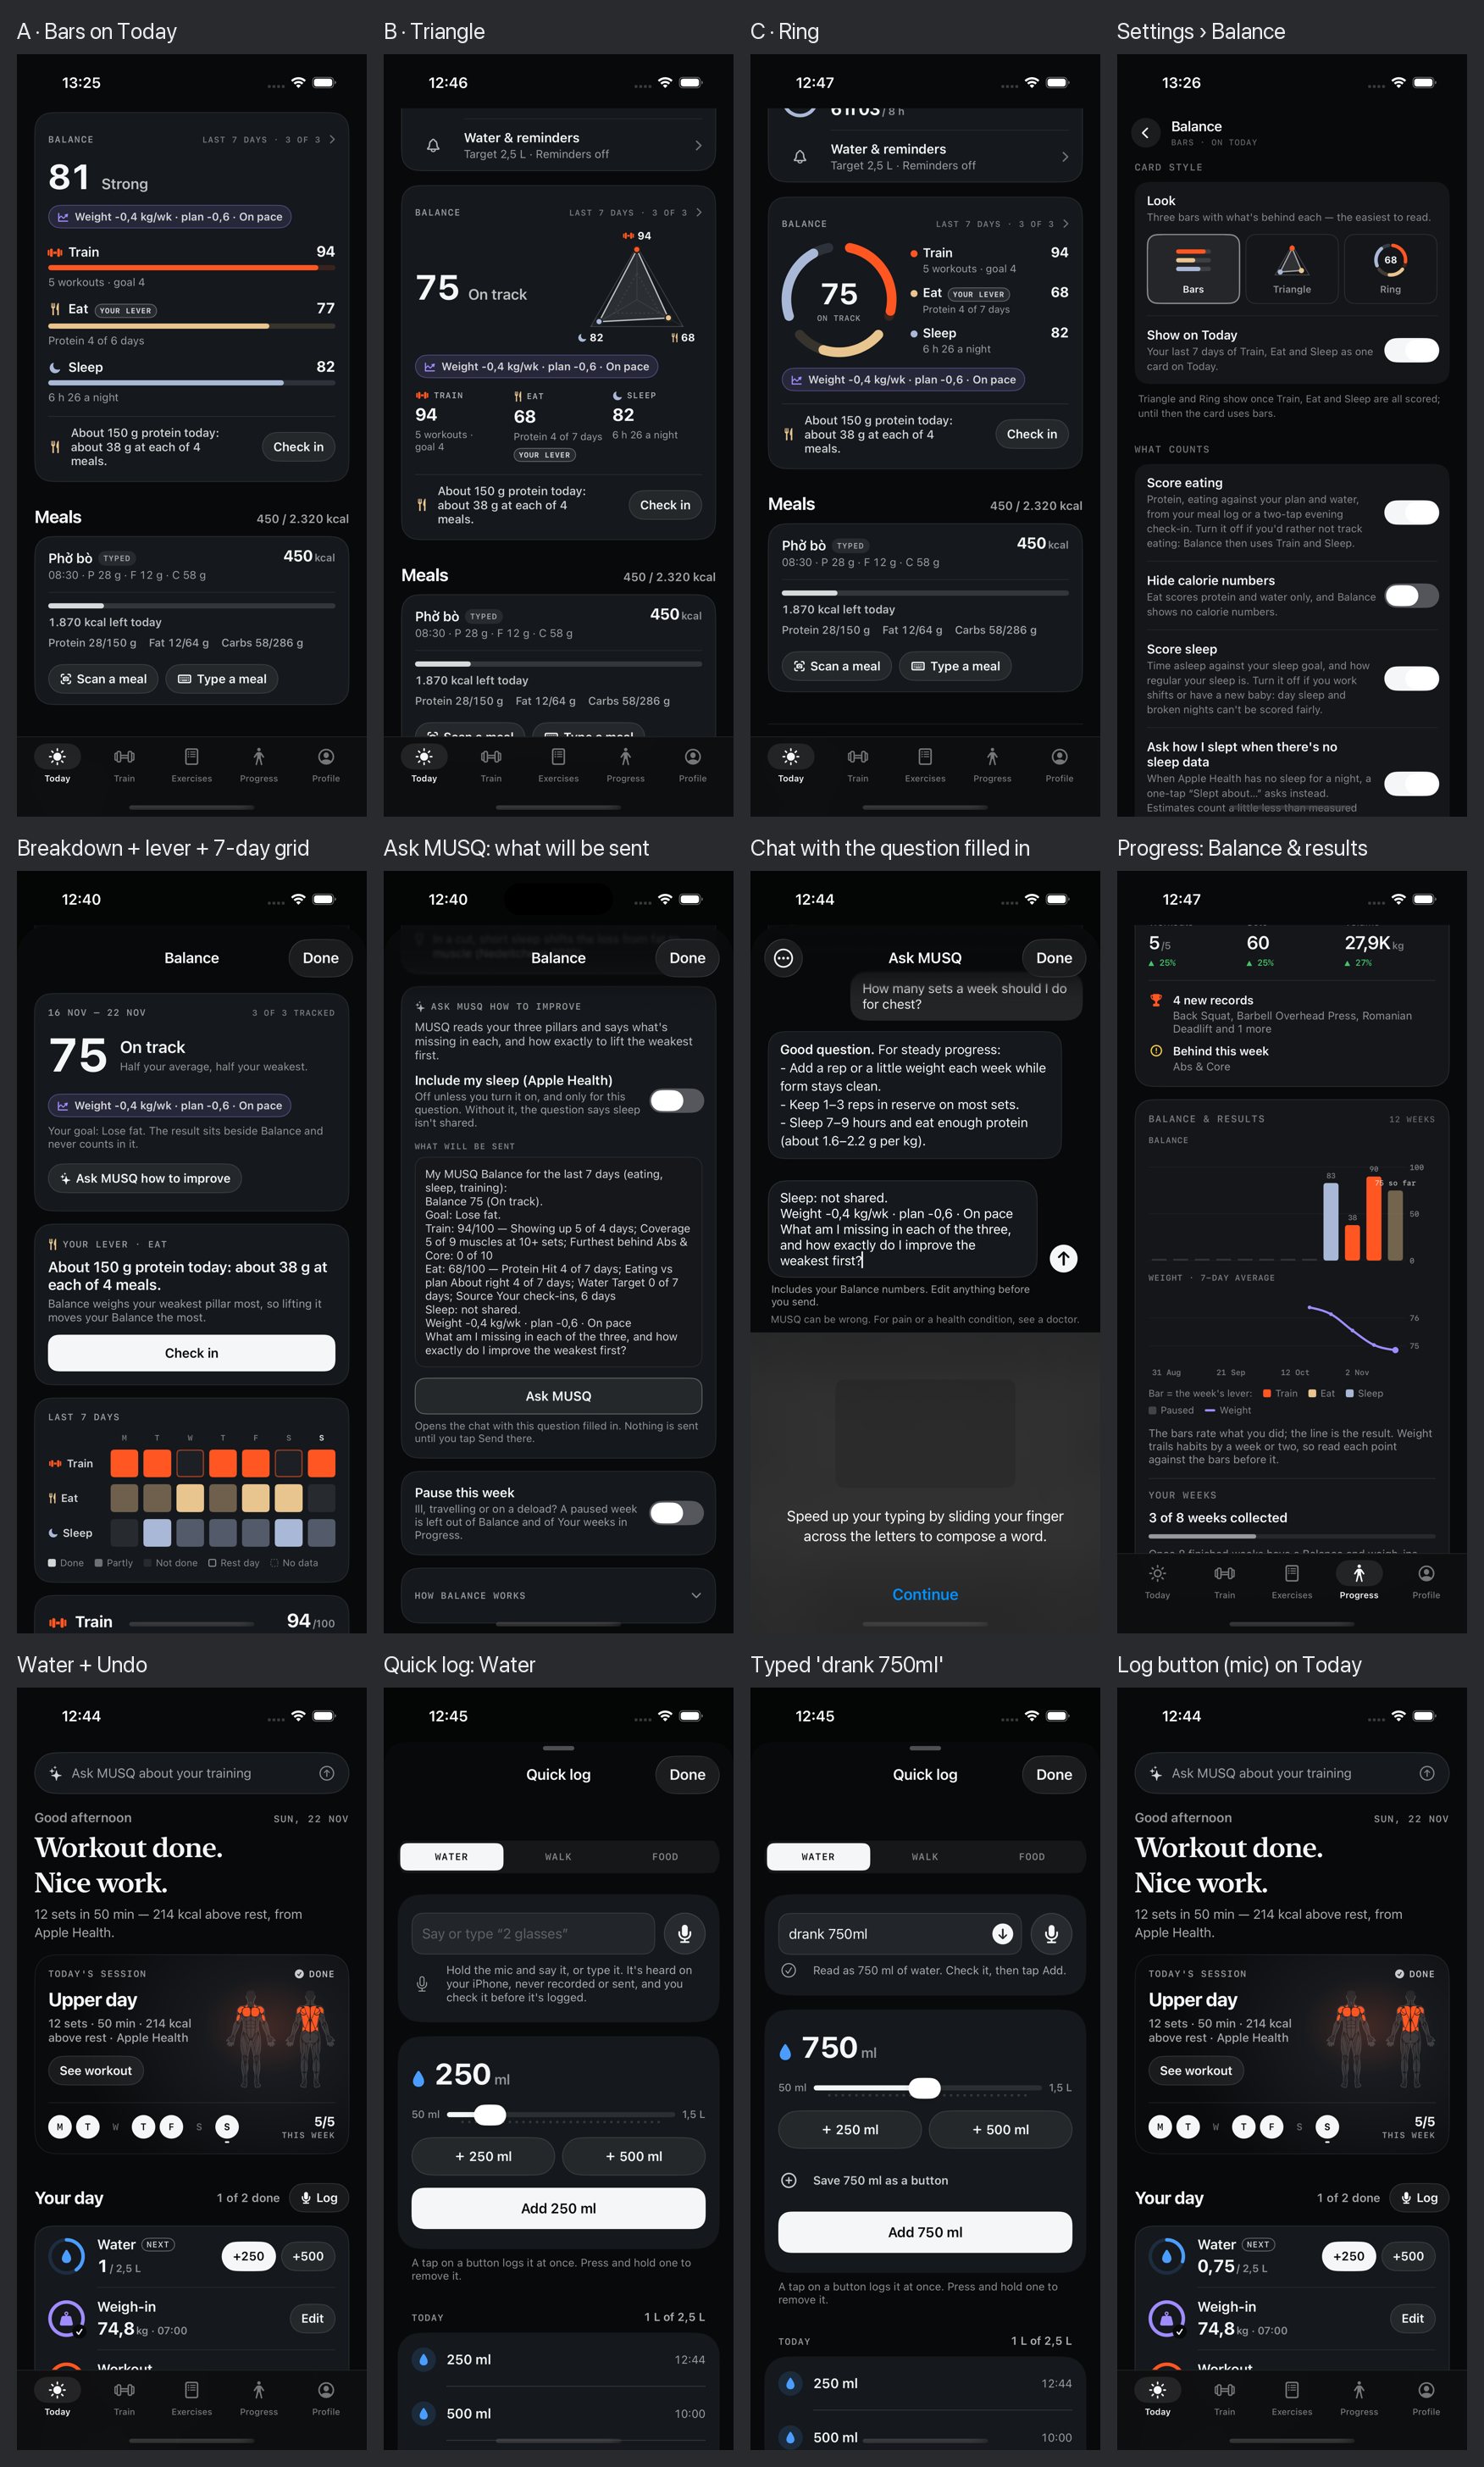 A · Bars on Today
13:25
BALANCE
LAST 7 DAYS · 3 OF 3
81 Strong
Weight -0,4 kg/wk · plan -0,6 · On pace
Train 94
5 workouts · goal 4
Eat YOUR LEVER 77
Protein 4 of 6 days
Sleep 82
6 h 26 a night
About 150 g protein today:
about 38 g at each of 4
meals.
Check in
Meals 450 / 2.320 kcal
Phở bò TYPED 450 kcal
08:30 · P 28 g · F 12 g · C 58 g
1.870 kcal left today
Protein 28/150 g Fat 12/64 g Carbs 58/286 g
Scan a meal Type a meal
Today Train Exercises Progress Profile
B · Triangle
12:46
Water & reminders
Target 2,5 L · Reminders off
BALANCE
LAST 7 DAYS · 3 OF 3
94
75 On track
82 68
Weight -0,4 kg/wk · plan -0,6 · On pace
TRAIN EAT SLEEP
94 68 82
5 workouts ·
goal 4
Protein 4 of 7 days
YOUR LEVER
6 h 26 a night
About 150 g protein today:
about 38 g at each of 4
meals.
Check in
Meals 450 / 2.320 kcal
Phở bò TYPED 450 kcal
08:30 · P 28 g · F 12 g · C 58 g
1.870 kcal left today
Protein 28/150 g Fat 12/64 g Carbs 58/286 g
Scan a meal Type a meal
Today Train Exercises Progress Profile
C · Ring
12:47
/ 8 h
Water & reminders
Target 2,5 L · Reminders off
BALANCE
LAST 7 DAYS · 3 OF 3
75
ON TRACK
Train 94
5 workouts · goal 4
Eat YOUR LEVER 68
Protein 4 of 7 days
Sleep 82
6 h 26 a night
Weight -0,4 kg/wk · plan -0,6 · On pace
About 150 g protein today:
about 38 g at each of 4
meals.
Check in
Meals 450 / 2.320 kcal
Phở bò TYPED 450 kcal
08:30 · P 28 g · F 12 g · C 58 g
1.870 kcal left today
Protein 28/150 g Fat 12/64 g Carbs 58/286 g
Scan a meal Type a meal
Today Train Exercises Progress Profile
Settings › Balance
13:26
Balance
BARS · ON TODAY
CARD STYLE
Look
Three bars with what's behind each — the easiest to read.
68
Bars Triangle Ring
Show on Today
Your last 7 days of Train, Eat and Sleep as one
card on Today.
Triangle and Ring show once Train, Eat and Sleep are all scored;
until then the card uses bars.
WHAT COUNTS
Score eating
Protein, eating against your plan and water,
from your meal log or a two-tap evening
check-in. Turn it off if you'd rather not track
eating: Balance then uses Train and Sleep.
Hide calorie numbers
Eat scores protein and water only, and Balance
shows no calorie numbers.
Score sleep
Time asleep against your sleep goal, and how
regular your sleep is. Turn it off if you work
shifts or have a new baby: day sleep and
broken nights can't be scored fairly.
Ask how I slept when there's no
sleep data
When Apple Health has no sleep for a night, a
one-tap “Slept about…” asks instead.
Estimates count a little less than measured
Breakdown + lever + 7-day grid
12:40
Balance
Done
16 NOV — 22 NOV
3 OF 3 TRACKED
75 On track
Half your average, half your weakest.
Weight -0,4 kg/wk · plan -0,6 · On pace
Your goal: Lose fat. The result sits beside Balance and
never counts in it.
Ask MUSQ how to improve
YOUR LEVER · EAT
About 150 g protein today: about 38 g at
each of 4 meals.
Balance weighs your weakest pillar most, so lifting it
moves your Balance the most.
Check in
LAST 7 DAYS
M T W T F S S
Train
Eat
Sleep
Done Partly Not done Rest day No data
Train 94/100
Ask MUSQ: what will be sent
12:40
Balance
Done
ASK MUSQ HOW TO IMPROVE
MUSQ reads your three pillars and says what's
missing in each, and how exactly to lift the weakest
first.
Include my sleep (Apple Health)
Off unless you turn it on, and only for this
question. Without it, the question says sleep
isn't shared.
WHAT WILL BE SENT
My MUSQ Balance for the last 7 days (eating,
sleep, training):
Balance 75 (On track).
Goal: Lose fat.
Train: 94/100 — Showing up 5 of 4 days; Coverage
5 of 9 muscles at 10+ sets; Furthest behind Abs &
Core: 0 of 10
Eat: 68/100 — Protein Hit 4 of 7 days; Eating vs
plan About right 4 of 7 days; Water Target 0 of 7
days; Source Your check-ins, 6 days
Sleep: not shared.
Weight -0,4 kg/wk · plan -0,6 · On pace
What am I missing in each of the three, and how
exactly do I improve the weakest first?
Ask MUSQ
Opens the chat with this question filled in. Nothing is sent
until you tap Send there.
Pause this week
Ill, travelling or on a deload? A paused week
is left out of Balance and of Your weeks in
Progress.
HOW BALANCE WORKS
Chat with the question filled in
12:44
Ask MUSQ
Done
How many sets a week should I do
for chest?
Good question. For steady progress:
- Add a rep or a little weight each week while
form stays clean.
- Keep 1–3 reps in reserve on most sets.
- Sleep 7–9 hours and eat enough protein
(about 1.6–2.2 g per kg).
Sleep: not shared.
Weight -0,4 kg/wk · plan -0,6 · On pace
What am I missing in each of the three,
and how exactly do I improve the
weakest first?
Includes your Balance numbers. Edit anything before
you send.
MUSQ can be wrong. For pain or a health condition, see a doctor.
Speed up your typing by sliding your finger
across the letters to compose a word.
Continue
Progress: Balance & results
12:47
5/5 60 27,9K kg
▲ 25% ▲ 25% ▲ 27%
4 new records
Back Squat, Barbell Overhead Press, Romanian
Deadlift and 1 more
Behind this week
Abs & Core
BALANCE & RESULTS 12 WEEKS
BALANCE
83 38 90 75 so far
100
50
0
WEIGHT · 7-DAY AVERAGE
76
75
31 Aug 21 Sep 12 Oct 2 Nov
Bar = the week's lever: Train Eat Sleep
Paused Weight
The bars rate what you did; the line is the result. Weight
trails habits by a week or two, so read each point
against the bars before it.
YOUR WEEKS
3 of 8 weeks collected
Today Train Exercises Progress Profile
Water + Undo
12:44
Ask MUSQ about your training
Good afternoon SUN, 22 NOV
Workout done.
Nice work.
12 sets in 50 min — 214 kcal above rest, from
Apple Health.
TODAY'S SESSION DONE
Upper day
12 sets · 50 min · 214 kcal
above rest · Apple Health
See workout
M T W T F S S
5/5
THIS WEEK
Your day 1 of 2 done Log
Water NEXT
1 / 2,5 L
+250 +500
Weigh-in
74,8 kg · 07:00
Edit
Workout
Today Train Exercises Progress Profile
Quick log: Water
12:45
Quick log
Done
WATER WALK FOOD
Say or type “2 glasses”
Hold the mic and say it, or type it. It's heard on
your iPhone, never recorded or sent, and you
check it before it's logged.
250 ml
50 ml 1,5 L
+ 250 ml + 500 ml
Add 250 ml
A tap on a button logs it at once. Press and hold one to
remove it.
TODAY 1 L of 2,5 L
250 ml 12:44
500 ml 10:00
Typed 'drank 750ml'
12:45
Quick log
Done
WATER WALK FOOD
drank 750ml
Read as 750 ml of water. Check it, then tap Add.
750 ml
50 ml 1,5 L
+ 250 ml + 500 ml
Save 750 ml as a button
Add 750 ml
A tap on a button logs it at once. Press and hold one to
remove it.
TODAY 1 L of 2,5 L
250 ml 12:44
500 ml 10:00
Log button (mic) on Today
12:44
Ask MUSQ about your training
Good afternoon SUN, 22 NOV
Workout done.
Nice work.
12 sets in 50 min — 214 kcal above rest, from
Apple Health.
TODAY'S SESSION DONE
Upper day
12 sets · 50 min · 214 kcal
above rest · Apple Health
See workout
M T W T F S S
5/5
THIS WEEK
Your day 1 of 2 done Log
Water NEXT
0,75 / 2,5 L
+250 +500
Weigh-in
74,8 kg · 07:00
Edit
Workout
Today Train Exercises Progress Profile